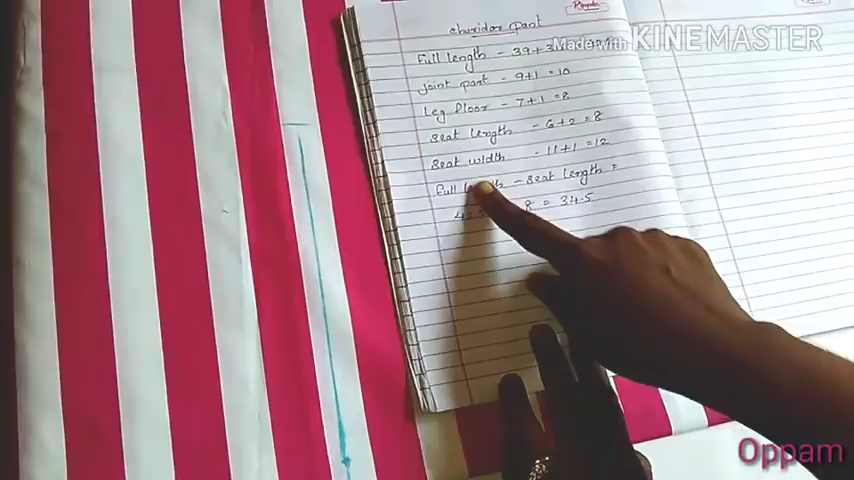 Made with KINEMASTER
churidar pant
Full length - 39+3
Joint part - 9+1 = 10
Leg floor - 7+1 = 8
Seat length - 6+2 = 8
Seat width - 11+1 = 12
Full length - seat length =
8 = 34.5
Oppam